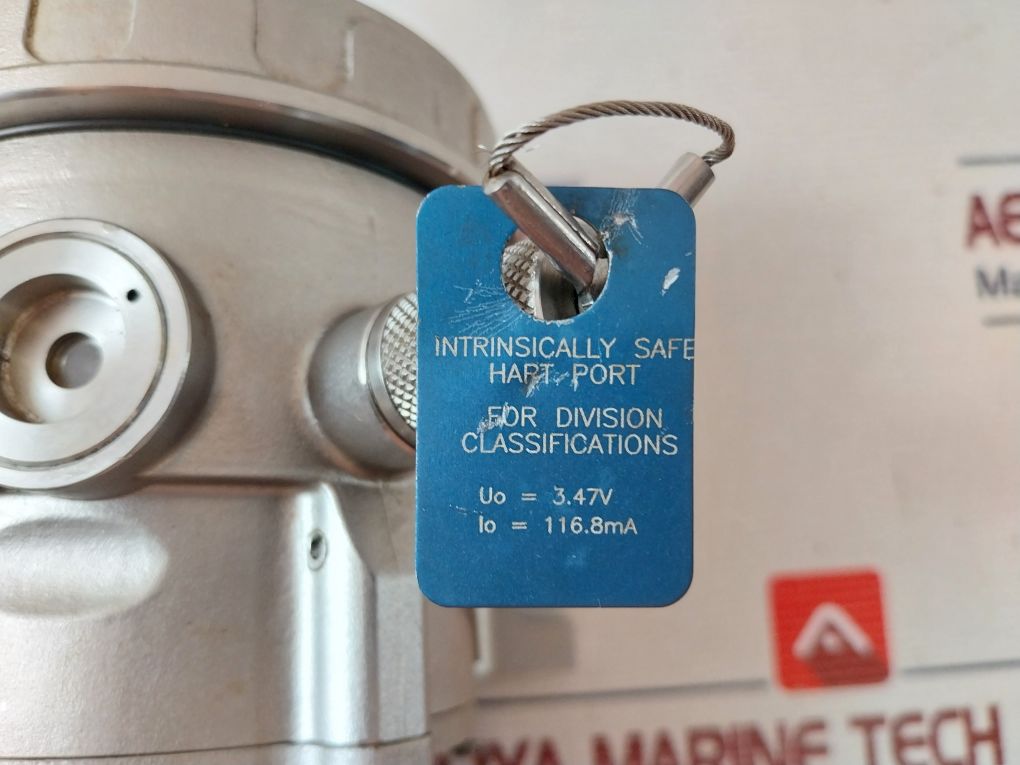 INTRINSICALLY SAFE
HART PORT
FOR DIVISION
CLASSIFICATIONS
Uo = 3.47V
Io = 116.8mA
MARINE TECH